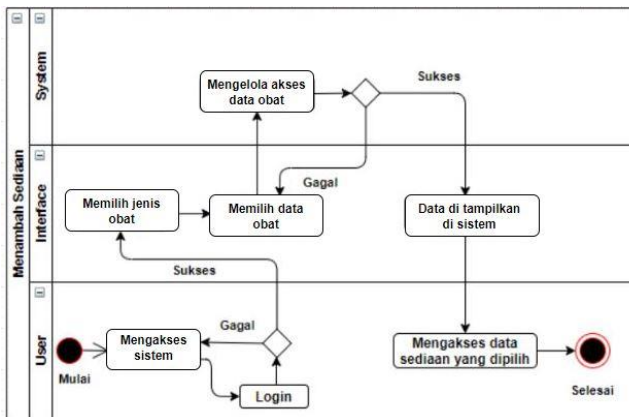 Menambah Sediaan
System
Mengelola akses
data obat
Sukses
Gagal
Interface
Memilih jenis
obat
Memilih data
obat
Data di tampilkan
di sistem
Sukses
User
Mulai
Mengakses
sistem
Gagal
Login
Mengakses data
sediaan yang dipilih
Selesai